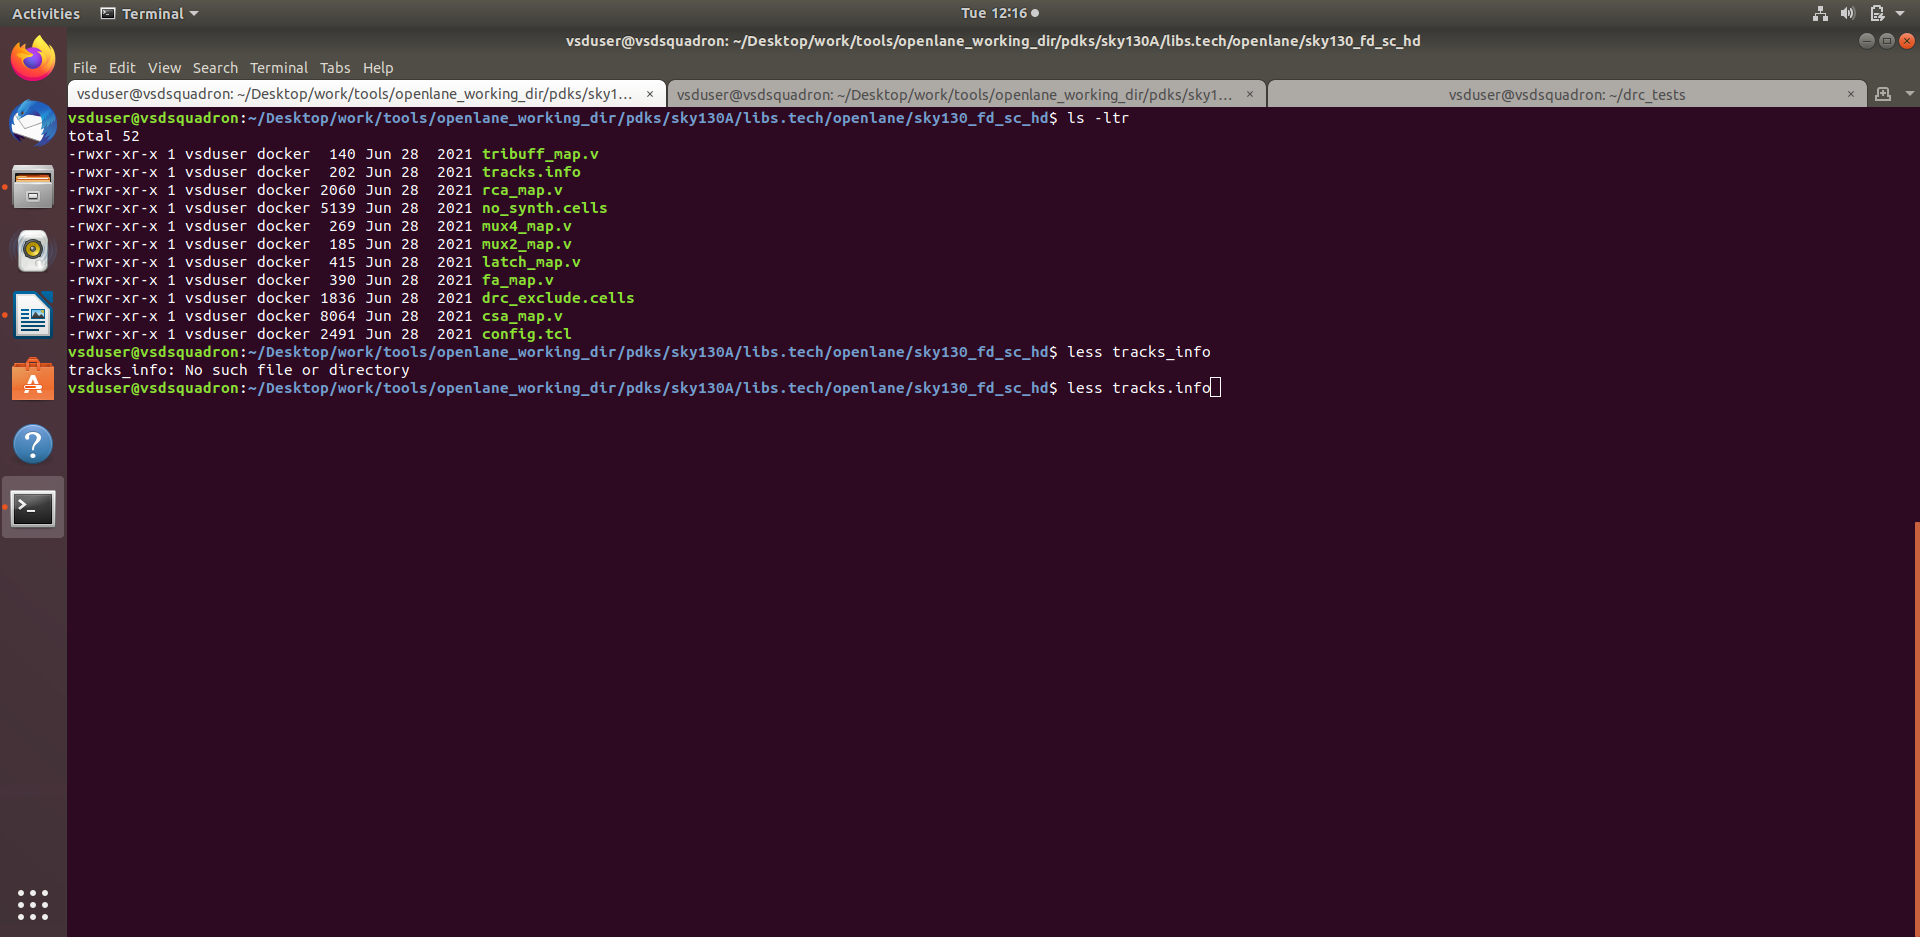 Activities Terminal Tue 12:16
vsduser@vsdsquadron: ~/Desktop/work/tools/openlane_working_dir/pdks/sky130A/libs.tech/openlane/sky130_fd_sc_hd
File Edit View Search Terminal Tabs Help
vsduser@vsdsquadron: ~/Desktop/work/tools/openlane_working_dir/pdks/sky1... × vsduser@vsdsquadron: ~/Desktop/work/tools/openlane_working_dir/pdks/sky1... × vsduser@vsdsquadron: ~/drc_tests ×
vsduser@vsdsquadron:~/Desktop/work/tools/openlane_working_dir/pdks/sky130A/libs.tech/openlane/sky130_fd_sc_hd$ ls -ltr
total 52
-rwxr-xr-x 1 vsduser docker  140 Jun 28  2021 tribuff_map.v
-rwxr-xr-x 1 vsduser docker  202 Jun 28  2021 tracks.info
-rwxr-xr-x 1 vsduser docker 2060 Jun 28  2021 rca_map.v
-rwxr-xr-x 1 vsduser docker 5139 Jun 28  2021 no_synth.cells
-rwxr-xr-x 1 vsduser docker  269 Jun 28  2021 mux4_map.v
-rwxr-xr-x 1 vsduser docker  185 Jun 28  2021 mux2_map.v
-rwxr-xr-x 1 vsduser docker  415 Jun 28  2021 latch_map.v
-rwxr-xr-x 1 vsduser docker  390 Jun 28  2021 fa_map.v
-rwxr-xr-x 1 vsduser docker 1836 Jun 28  2021 drc_exclude.cells
-rwxr-xr-x 1 vsduser docker 8064 Jun 28  2021 csa_map.v
-rwxr-xr-x 1 vsduser docker 2491 Jun 28  2021 config.tcl
vsduser@vsdsquadron:~/Desktop/work/tools/openlane_working_dir/pdks/sky130A/libs.tech/openlane/sky130_fd_sc_hd$ less tracks_info
tracks_info: No such file or directory
vsduser@vsdsquadron:~/Desktop/work/tools/openlane_working_dir/pdks/sky130A/libs.tech/openlane/sky130_fd_sc_hd$ less tracks.info